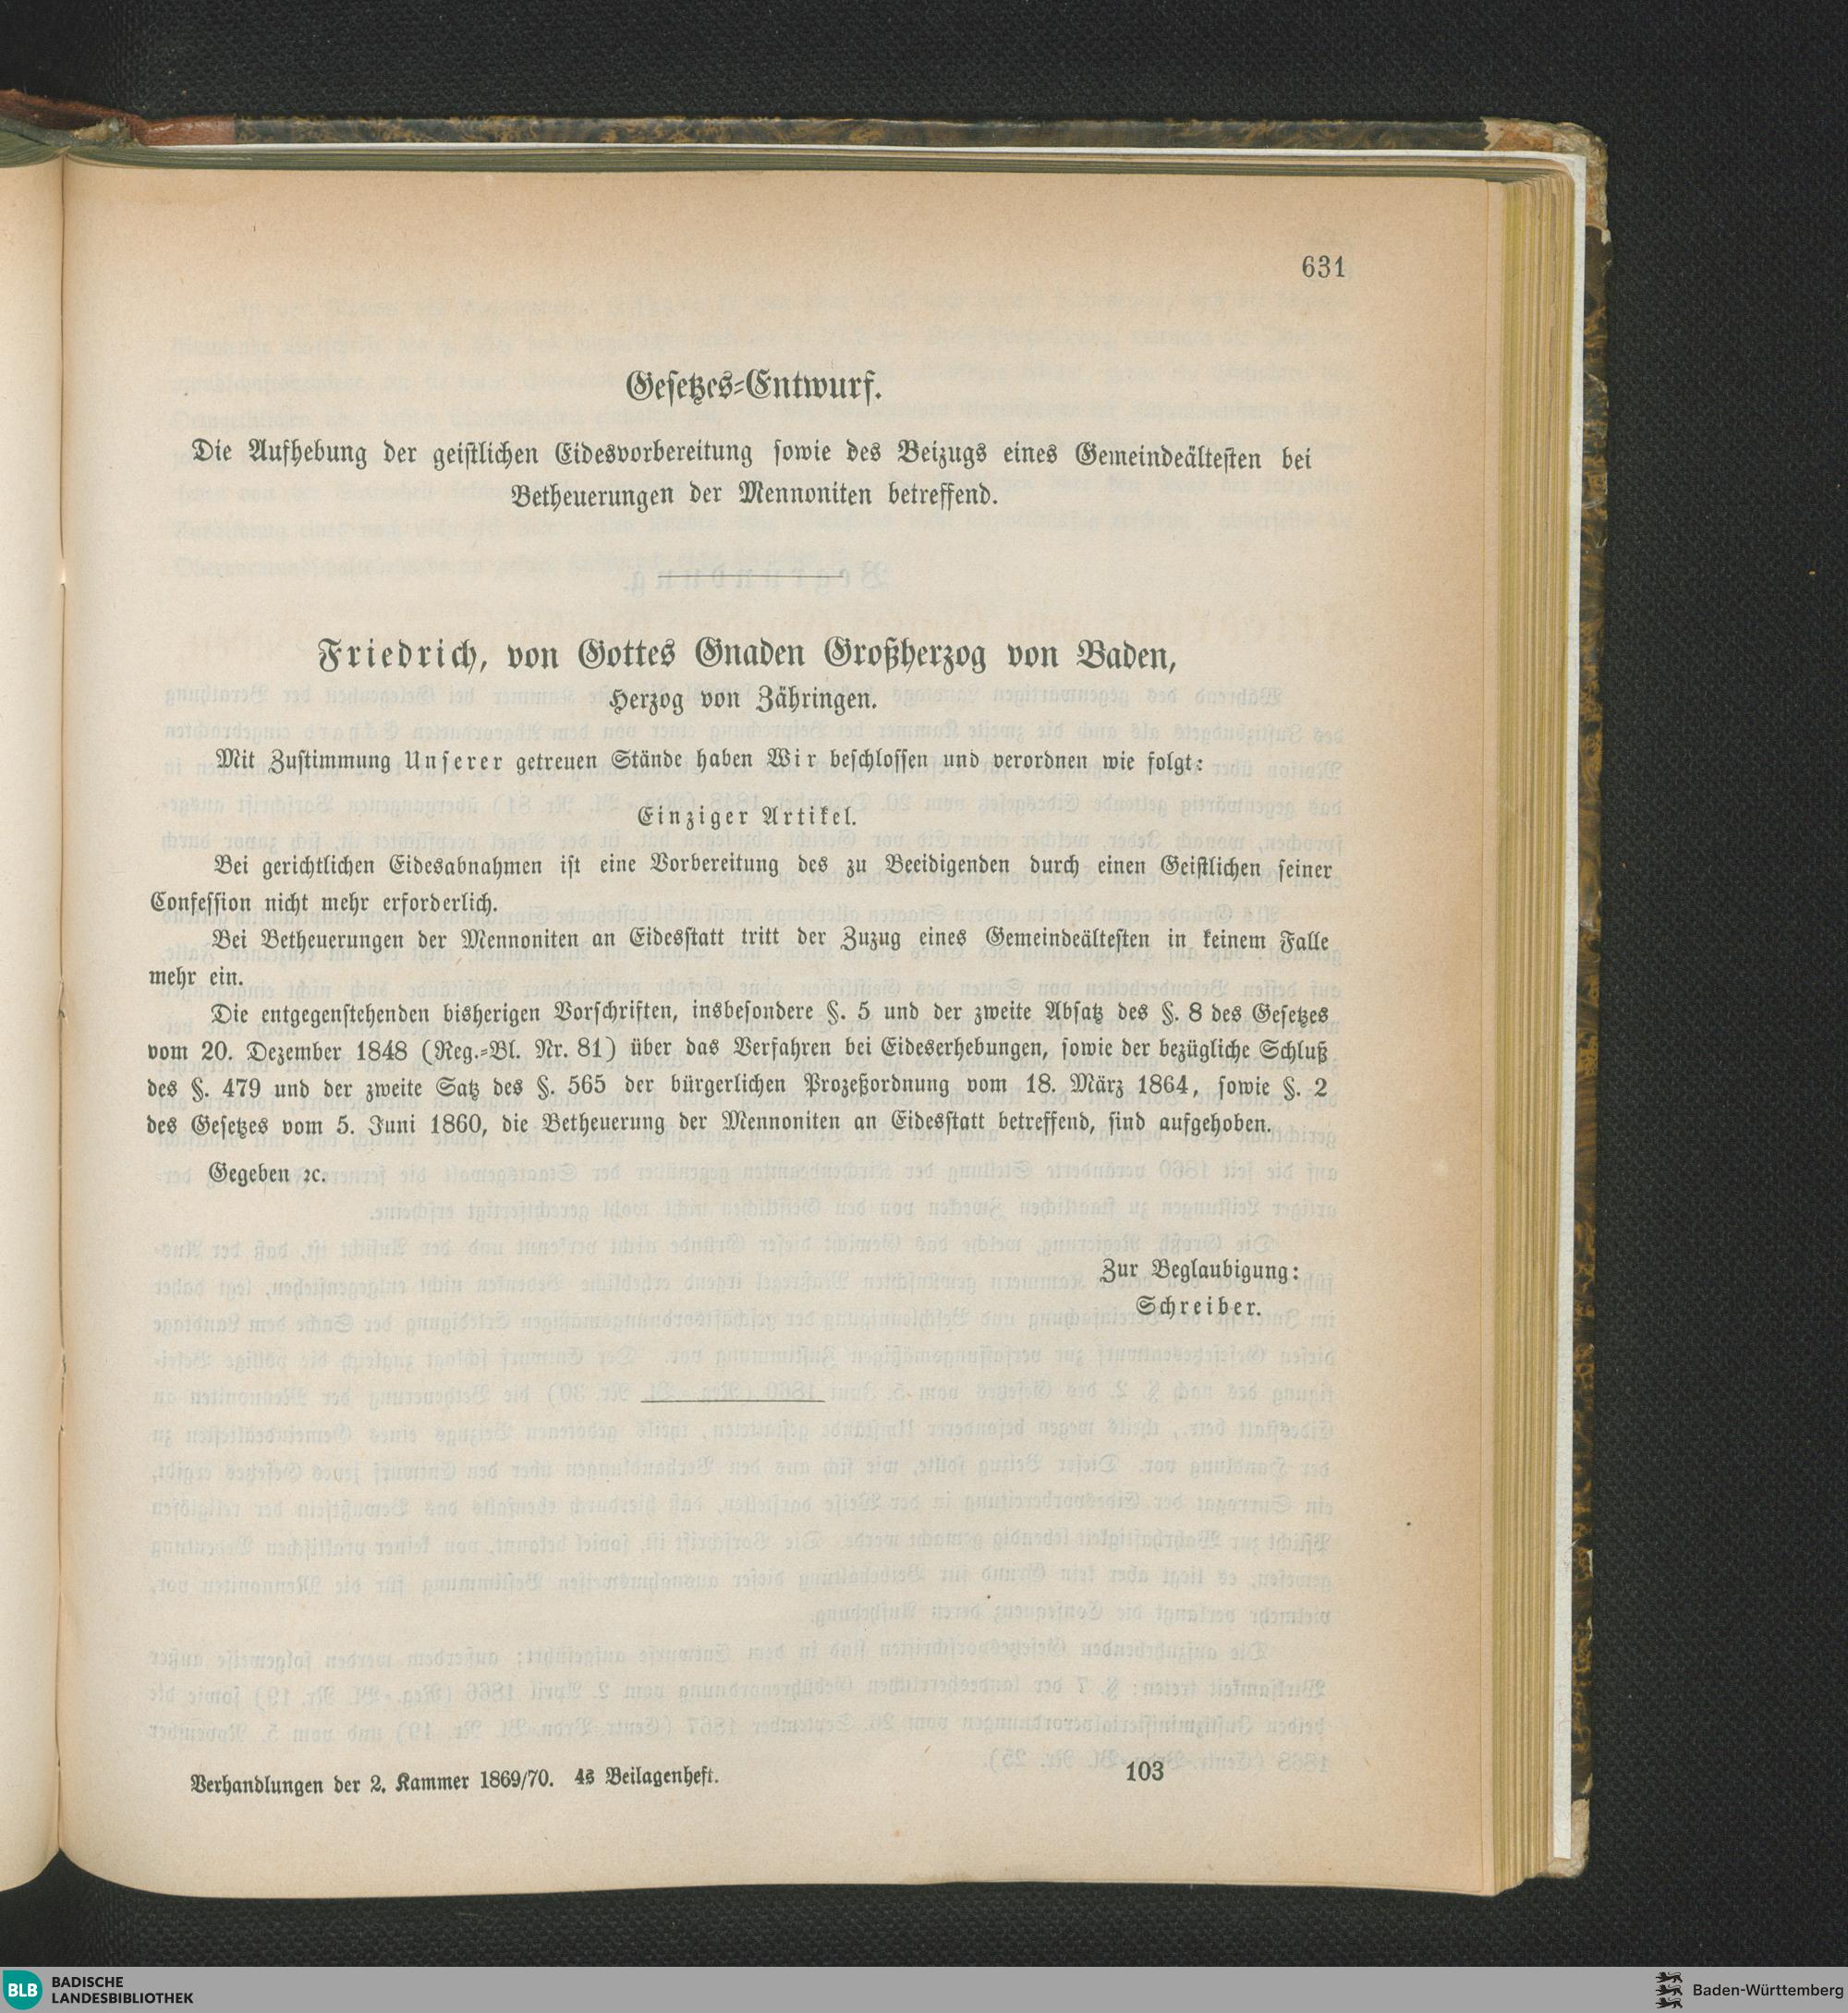 631
Gesetzes-Entwurf.
Die Aufhebung der geistlichen Eidesvorbereitung sowie des Beizugs eines Gemeindeältesten bei
Betheuerungen der Mennoniten betreffend.
Friedrich, von Gottes Gnaden Großherzog von Baden,
Herzog von Zähringen.
Mit Zustimmung Unserer getreuen Stände haben Wir beschlossen und verordnen wie folgt:
Einziger Artikel.
Bei gerichtlichen Eidesabnahmen ist eine Vorbereitung des zu Beeidigenden durch einen Geistlichen seiner
Confession nicht mehr erforderlich.
Bei Betheuerungen der Mennoniten an Eidesstatt tritt der Zuzug eines Gemeindeältesten in keinem Falle
mehr ein.
Die entgegenstehenden bisherigen Vorschriften, insbesondere §. 5 und der zweite Absatz des §. 8 des Gesetzes
vom 20. Dezember 1848 (Reg.-Bl. Nr. 81) über das Verfahren bei Eideserhebungen, sowie der bezügliche Schluß
des §. 479 und der zweite Satz des §. 565 der bürgerlichen Prozeßordnung vom 18. März 1864, sowie §. 2
des Gesetzes vom 5. Juni 1860, die Betheuerung der Mennoniten an Eidesstatt betreffend, sind aufgehoben.
Gegeben ꝛc.
Zur Beglaubigung:
Schreiber.
Verhandlungen der 2. Kammer 1869/70. 4s Beilagenheft.
103
BLB
BADISCHE
LANDESBIBLIOTHEK
Baden-Württemberg